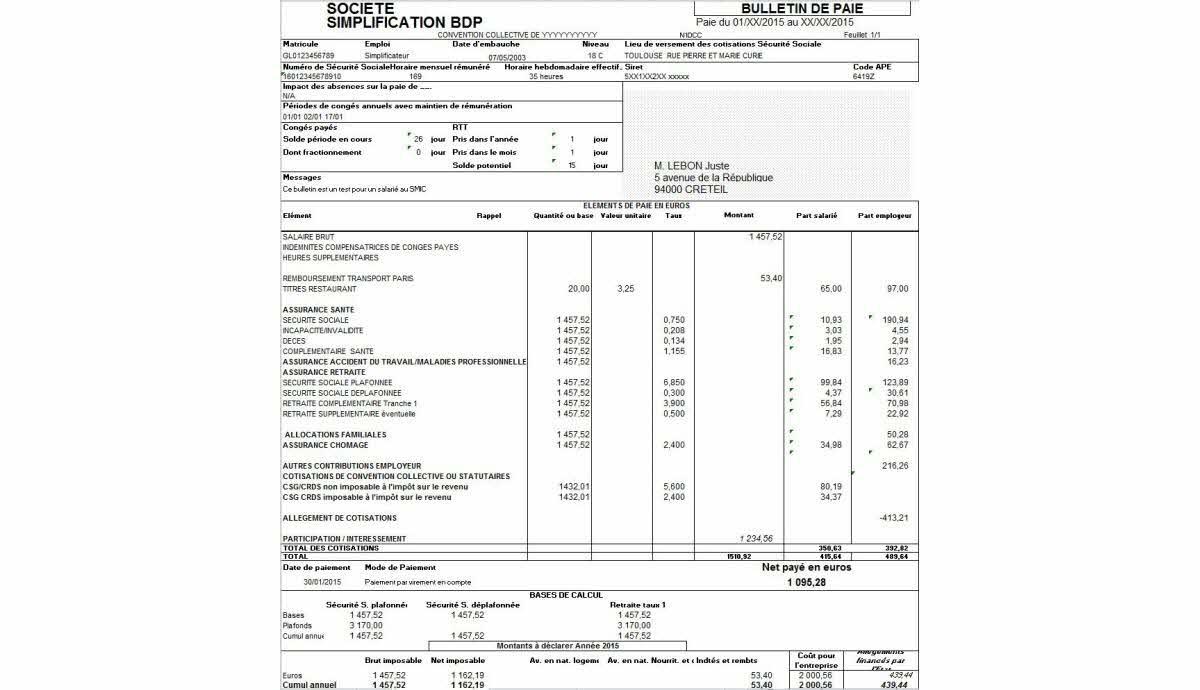 SOCIETE
SIMPLIFICATION BDP
BULLETIN DE PAIE
Paie du 01/XX/2015 au XX/XX/2015
CONVENTION COLLECTIVE DE YYYYYYYYYY N10CC Feuillet 1/1
Matricule Emploi Date d'embauche Niveau Lieu de versement des cotisations Sécurité Sociale
GL0123456789 Simplificateur 07/05/2003 18 C TOULOUSE RUE PIERRE ET MARIE CURIE
Numéro de Sécurité Sociale Horaire mensuel rémunéré Horaire hebdomadaire effectif. Siret Code APE
16012345678910 169 35 heures 5XX1XX2XX xxxxx 6419Z
Impact des absences sur la paie de ......
N/A
Périodes de congés annuels avec maintien de rémunération
01/01 02/01 17/01
Congés payés RTT
Solde période en cours 26 jour Pris dans l'année 1 jour
Dont fractionnement 0 jour Pris dans le mois 1 jour
Solde potentiel 15 jour
M. LEBON Juste
5 avenue de la République
94000 CRETEIL
Messages
Ce bulletin est un test pour un salarié au SMIC
ELEMENTS DE PAIE EN EUROS
Elément Rappel Quantité ou base Valeur unitaire Taux Montant Part salarié Part employeur
SALAIRE BRUT 1 457,52
INDEMNITES COMPENSATRICES DE CONGES PAYES
HEURES SUPPLEMENTAIRES
REMBOURSEMENT TRANSPORT PARIS 53,40
TITRES RESTAURANT 20,00 3,25 65,00 97,00
ASSURANCE SANTE
SECURITE SOCIALE 1 457,52 0,750 10,93 190,94
INCAPACITE/INVALIDITE 1 457,52 0,208 3,03 4,55
DECES 1 457,52 0,134 1,95 2,94
COMPLEMENTAIRE SANTE 1 457,52 1,155 16,83 13,77
ASSURANCE ACCIDENT DU TRAVAIL/MALADIES PROFESSIONNELLE 1 457,52 16,23
ASSURANCE RETRAITE
SECURITE SOCIALE PLAFONNEE 1 457,52 6,850 99,84 123,89
SECURITE SOCIALE DEPLAFONNEE 1 457,52 0,300 4,37 30,61
RETRAITE COMPLEMENTAIRE Tranche 1 1 457,52 3,900 56,84 70,98
RETRAITE SUPPLEMENTAIRE éventuelle 1 457,52 0,500 7,29 22,92
ALLOCATIONS FAMILIALES 1 457,52 50,28
ASSURANCE CHOMAGE 1 457,52 2,400 34,98 62,67
AUTRES CONTRIBUTIONS EMPLOYEUR 216,26
COTISATIONS DE CONVENTION COLLECTIVE OU STATUTAIRES
CSG/CRDS non imposable à l'impôt sur le revenu 1432,01 5,600 80,19
CSG CRDS imposable à l'impôt sur le revenu 1432,01 2,400 34,37
ALLEGEMENT DE COTISATIONS -413,21
PARTICIPATION / INTERESSEMENT 1 234,56
TOTAL DES COTISATIONS 350,63 392,82
TOTAL 1510,92 415,64 489,64
Date de paiement Mode de Paiement Net payé en euros
30/01/2015 Paiement par virement en compte 1 095,28
BASES DE CALCUL
Sécurité S. plafonnée Sécurité S. déplafonnée Retraite taux 1
Bases 1 457,52 1 457,52 1 457,52
Plafonds 3 170,00 3 170,00
Cumul annue 1 457,52 1 457,52 1 457,52
Montants à déclarer Année 2015
Brut imposable Net imposable Av. en nat. logeme Av. en nat. Nourrit. et c Indtés et rembts Coût pour l'entreprise Allègements financés par
Euros 1 457,52 1 162,19 53,40 2 000,56 439,44
Cumul annuel 1 457,52 1 162,19 53,40 2 000,56 439,44